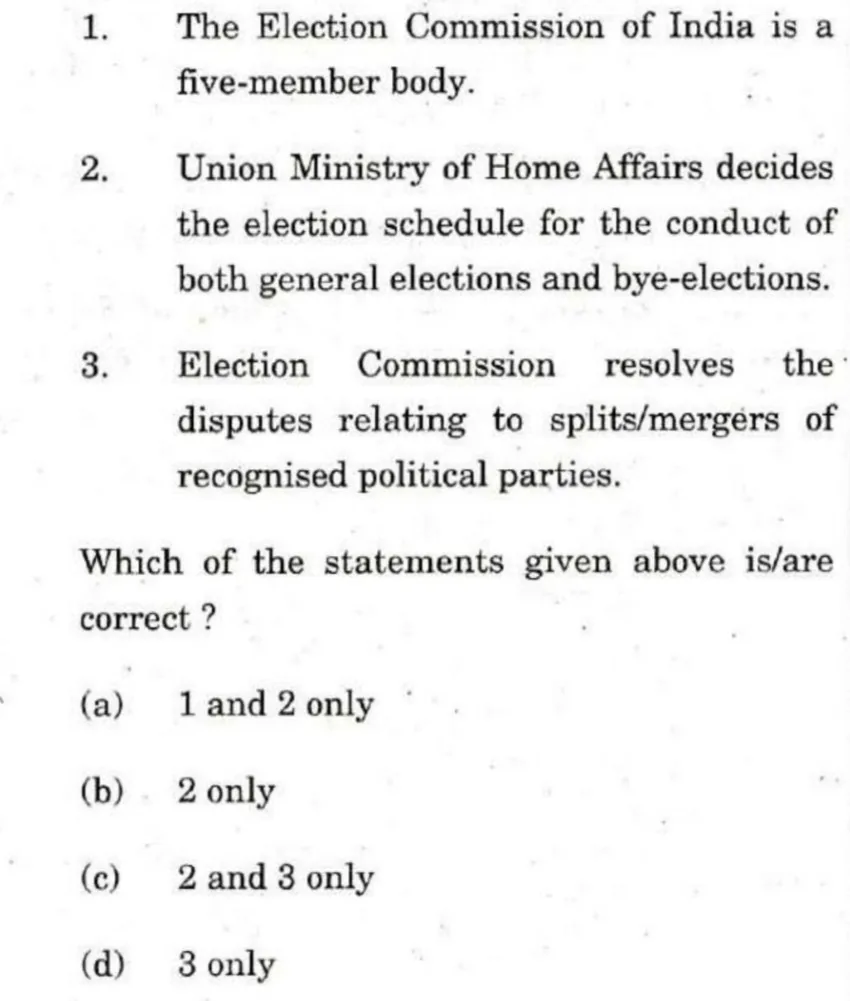 1. The Election Commission of India is a
five-member body.
2. Union Ministry of Home Affairs decides
the election schedule for the conduct of
both general elections and bye-elections.
3. Election Commission resolves the
disputes relating to splits/mergers of
recognised political parties.
Which of the statements given above is/are
correct ?
(a) 1 and 2 only
(b) 2 only
(c) 2 and 3 only
(d) 3 only